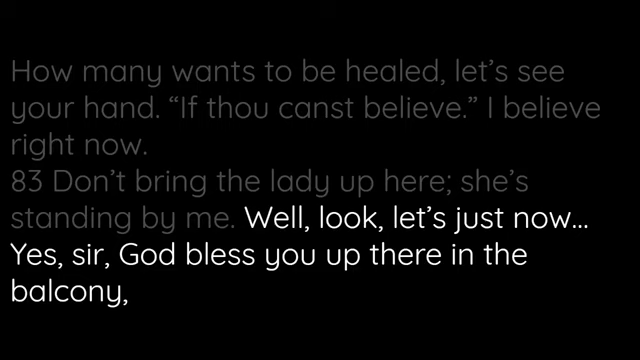 How many wants to be healed, let’s see
your hand. “If thou canst believe.” I believe
right now.
83 Don’t bring the lady up here; she’s
standing by me. Well, look, let’s just now...
Yes, sir, God bless you up there in the
balcony,